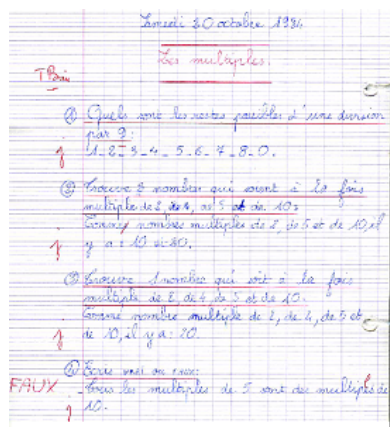 Samedi 20 octobre 1994
Les multiples.
T Bien
① Quels sont les restes possibles d'une division
par 9:
1-2-3-4-5-6-7-8-0.
② Trouve 2 nombres qui soient à la fois
multiple de 2, de 5 et de 10:
Comme nombres multiples de 2, de 5 et de 10, il
y a : 10 et 20.
③ Trouve 1 nombre qui soit à la fois
multiple de 2, de 4, de 5 et de 10.
Comme nombre multiple de 2, de 4, de 5 et
de 10, il y a : 20.
④ Écris vrai ou faux:
FAUX Tous les multiples de 5 sont des multiples de
10.